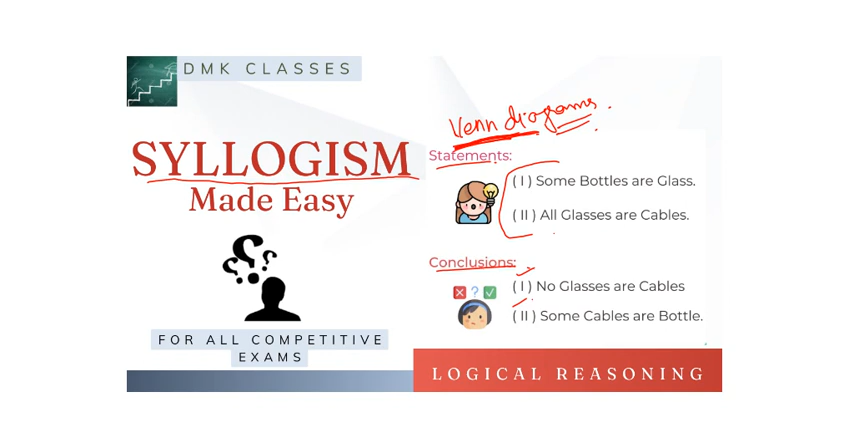 DMK CLASSES
SYLLOGISM
Made Easy
FOR ALL COMPETITIVE
EXAMS
Venn diagrams.
Statements:
( I ) Some Bottles are Glass.
( II ) All Glasses are Cables.
Conclusions:
( I ) No Glasses are Cables
( II ) Some Cables are Bottle.
LOGICAL REASONING